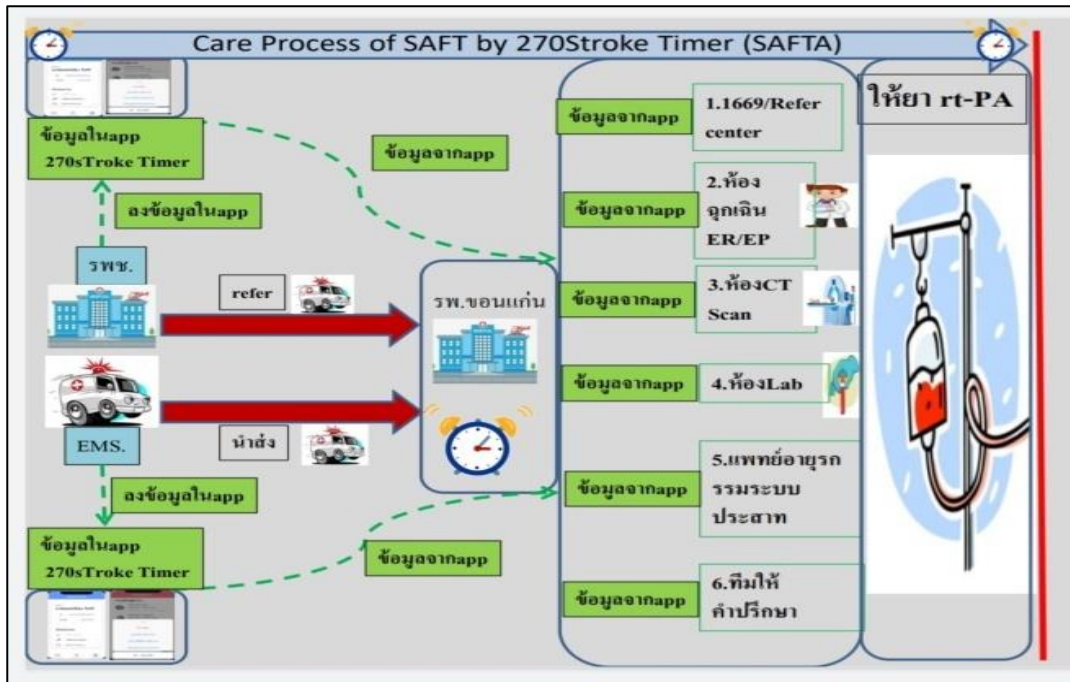 Care Process of SAFT by 270Stroke Timer (SAFTA)
ข้อมูลในapp
270sTroke Timer
ลงข้อมูลในapp
รพช.
refer
นำส่ง
EMS.
ลงข้อมูลในapp
ข้อมูลในapp
270sTroke Timer
ข้อมูลจากapp
ข้อมูลจากapp
รพ.ขอนแก่น
ข้อมูลจากapp
1.1669/Refer
center
ข้อมูลจากapp
2.ห้อง
ฉุกเฉิน
ER/EP
ข้อมูลจากapp
3.ห้องCT
Scan
ข้อมูลจากapp
4.ห้องLab
ข้อมูลจากapp
5.แพทย์อายุรก
รรมระบบ
ประสาท
ข้อมูลจากapp
6.ทีมให้
คำปรึกษา
ให้ยา rt-PA